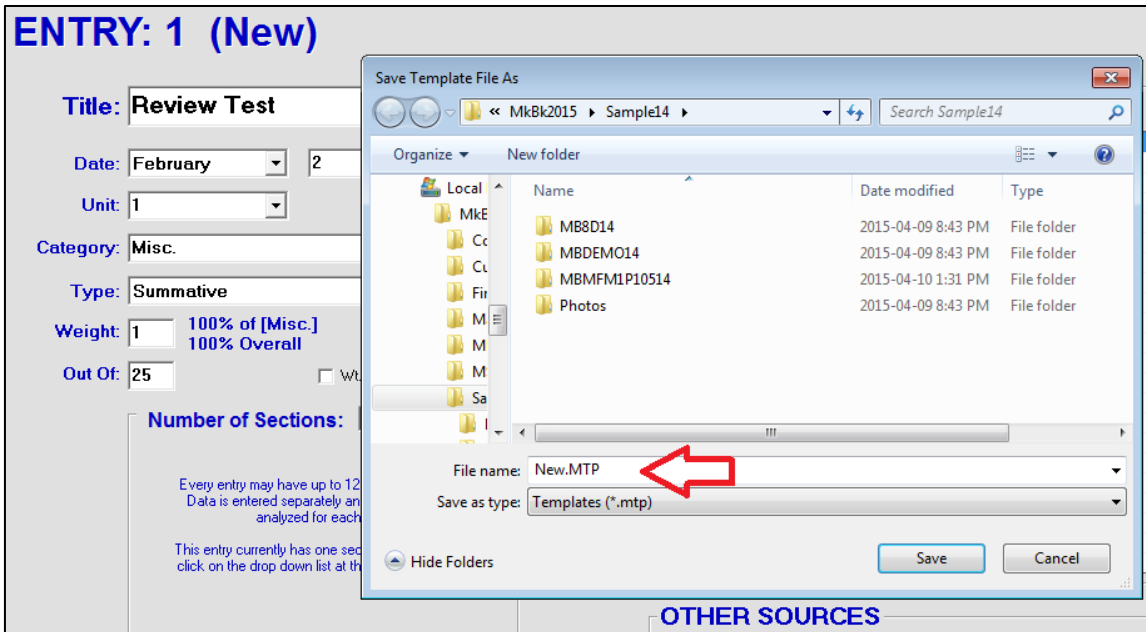 ENTRY: 1 (New)
Title: Review Test
Date: February 2
Unit: 1
Category: Misc.
Type: Summative
Weight: 1 100% of [Misc.]
100% Overall
Out Of: 25
Number of Sections:
Every entry may have up to 12
Data is entered separately an
analyzed for each
This entry currently has one sec
click on the drop down list at th
Save Template File As
« MkBk2015 Sample14 Search Sample14
Organize New folder
Local
MkB
Fir
M
M
Sa
Name Date modified Type
MB8D14 2015-04-09 8:43 PM File folder
MBDEMO14 2015-04-09 8:43 PM File folder
MBMFM1P10514 2015-04-10 1:31 PM File folder
Photos 2015-04-09 8:43 PM File folder
File name: New.MTP
Save as type: Templates (*.mtp)
Hide Folders Save Cancel
OTHER SOURCES